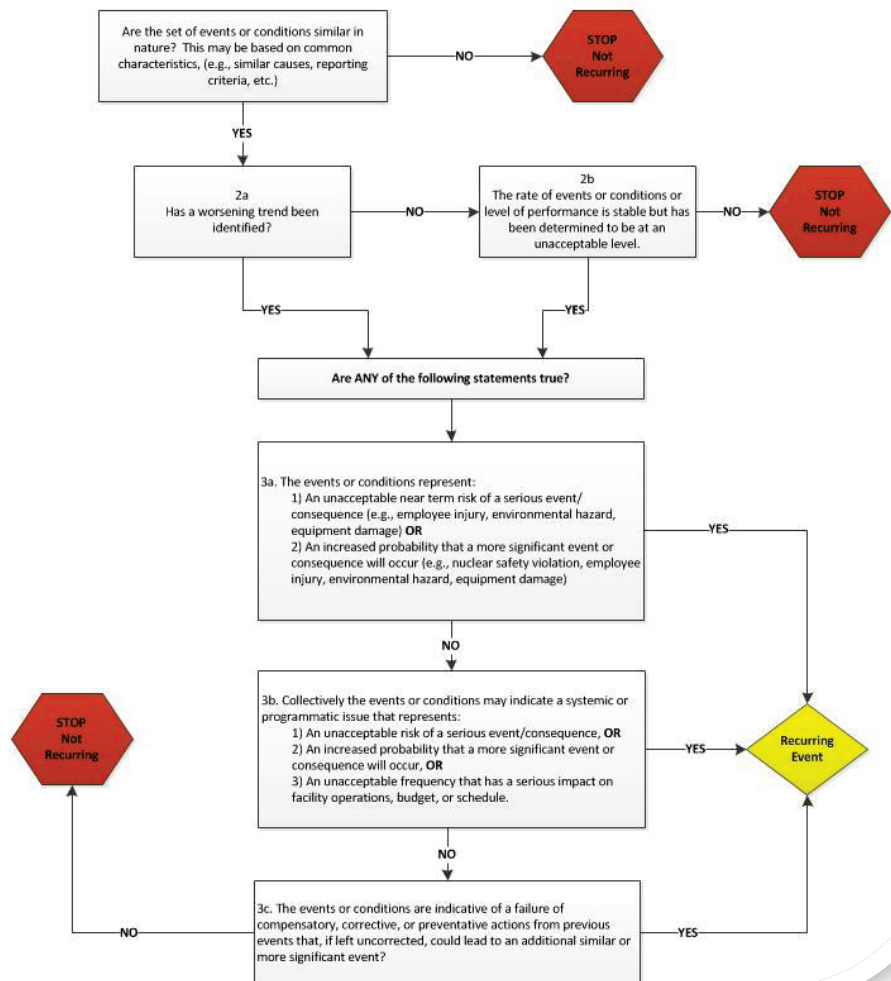 Are the set of events or conditions similar in
nature?  This may be based on common
characteristics, (e.g., similar causes, reporting
criteria, etc.)
NO
STOP
Not
Recurring
YES
2a
Has a worsening trend been
identified?
NO
2b
The rate of events or conditions or
level of performance is stable but has
been determined to be at an
unacceptable level.
NO
STOP
Not
Recurring
YES
YES
Are ANY of the following statements true?
3a. The events or conditions represent:
1) An unacceptable near term risk of a serious event/
consequence (e.g., employee injury, environmental hazard,
equipment damage) OR
2) An increased probability that a more significant event or
consequence will occur (e.g., nuclear safety violation, employee
injury, environmental hazard, equipment damage)
YES
NO
3b. Collectively the events or conditions may indicate a systemic or
programmatic issue that represents:
1) An unacceptable risk of a serious event/consequence, OR
2) An increased probability that a more significant event or
consequence will occur, OR
3) An unacceptable frequency that has a serious impact on
facility operations, budget, or schedule.
YES
Recurring
Event
STOP
Not
Recurring
NO
3c. The events or conditions are indicative of a failure of
compensatory, corrective, or preventative actions from previous
events that, if left uncorrected, could lead to an additional similar or
more significant event?
NO
YES